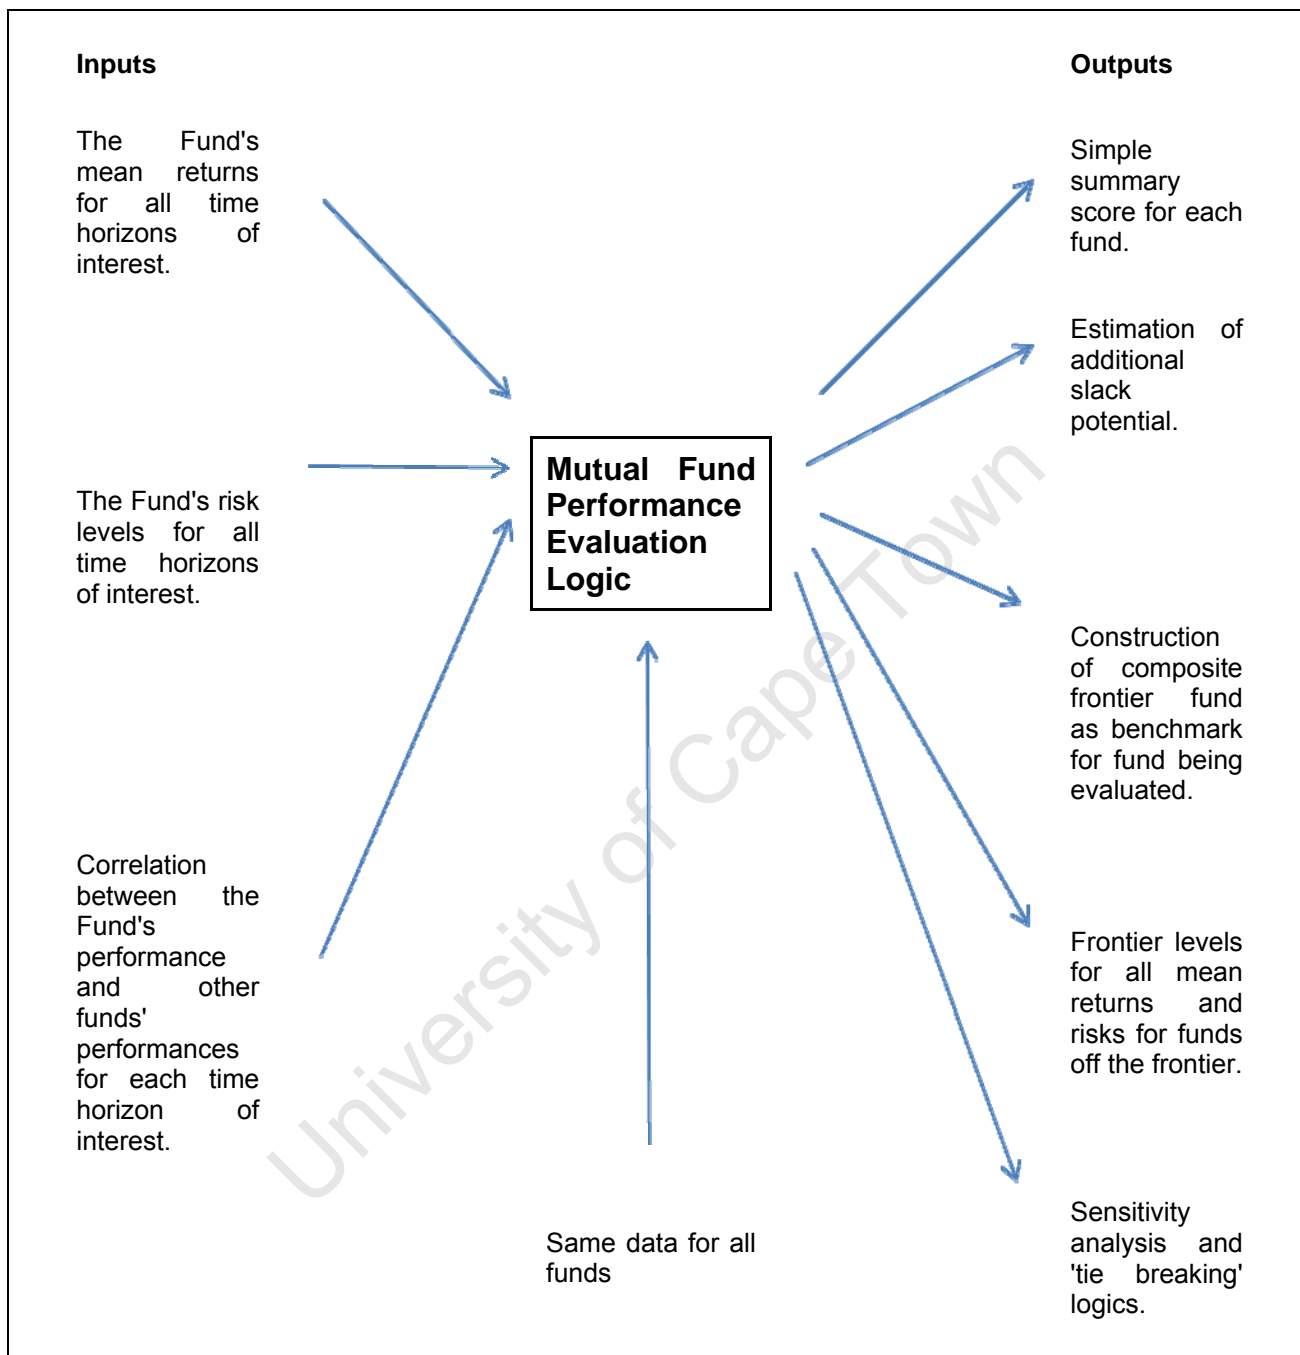 Inputs
The Fund's
mean returns
for all time
horizons of
interest.
The Fund's risk
levels for all
time horizons
of interest.
Correlation
between the
Fund's
performance
and other
funds'
performances
for each time
horizon of
interest.
Mutual Fund
Performance
Evaluation
Logic
Same data for all
funds
Outputs
Simple
summary
score for each
fund.
Estimation of
additional
slack
potential.
Construction
of composite
frontier fund
as benchmark
for fund being
evaluated.
Frontier levels
for all mean
returns and
risks for funds
off the frontier.
Sensitivity
analysis and
'tie breaking'
logics.
University of Cape Town